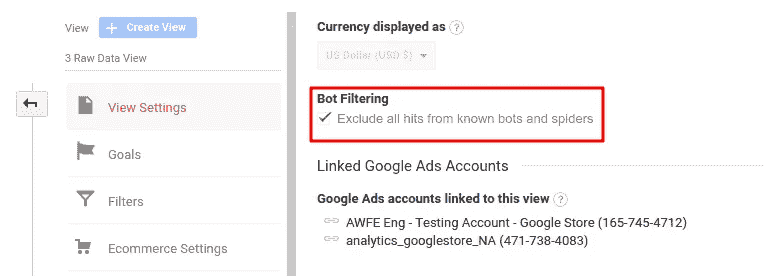 View + Create View
3 Raw Data View
View Settings
Goals
Filters
Ecommerce Settings
Currency displayed as ?
US Dollar (USD $)
Bot Filtering
Exclude all hits from known bots and spiders
Linked Google Ads Accounts
Google Ads accounts linked to this view ?
AWFE Eng - Testing Account - Google Store (165-745-4712)
analytics_googlestore_NA (471-738-4083)